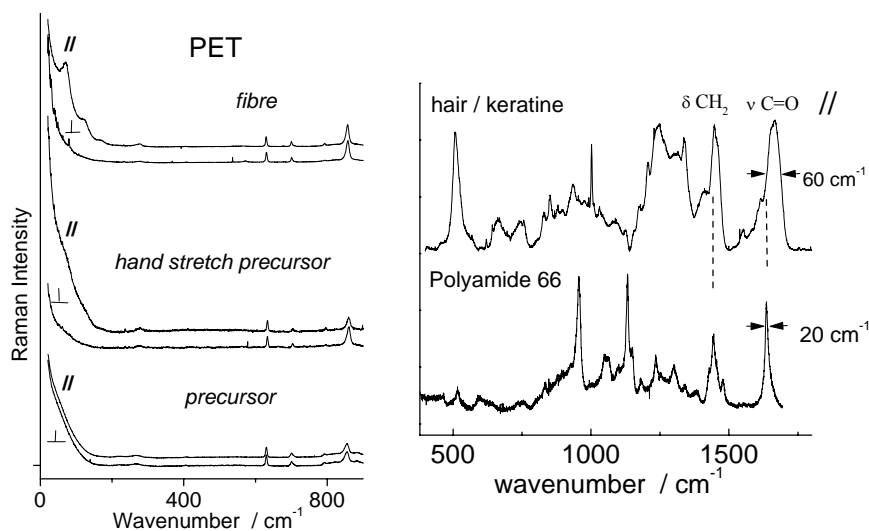 PET
//
fibre
⊥
//
hand stretch precursor
⊥
//
precursor
⊥
Raman Intensity
0 400 800
Wavenumber / cm-1
hair / keratine
δ CH2
ν C=O
//
60 cm-1
Polyamide 66
20 cm-1
500 1000 1500
wavenumber / cm-1